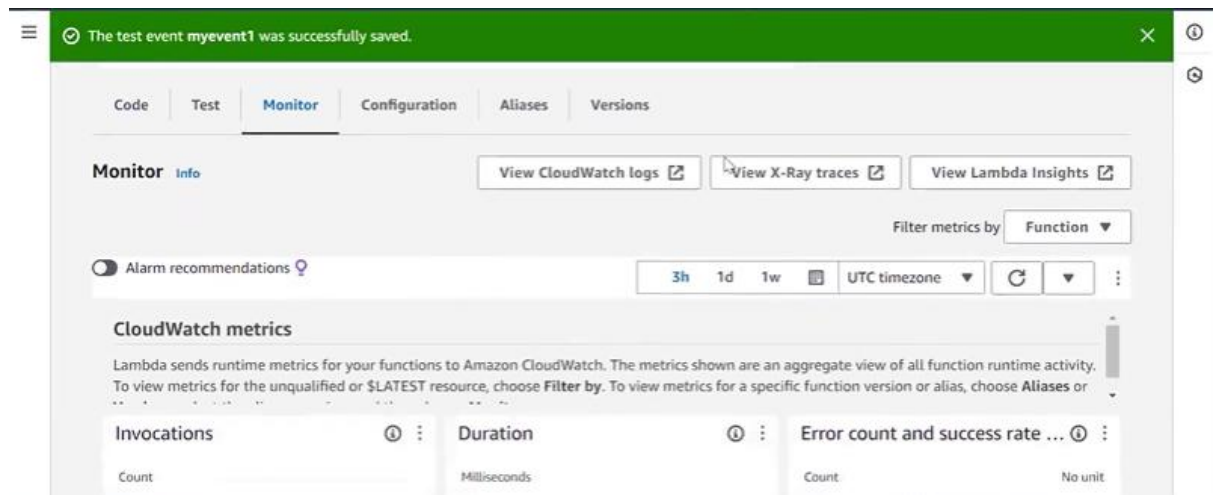 The test event myevent1 was successfully saved.
Code Test Monitor Configuration Aliases Versions
Monitor Info View CloudWatch logs View X-Ray traces View Lambda Insights
Filter metrics by Function
Alarm recommendations 3h 1d 1w UTC timezone
CloudWatch metrics
Lambda sends runtime metrics for your functions to Amazon CloudWatch. The metrics shown are an aggregate view of all function runtime activity.
To view metrics for the unqualified or $LATEST resource, choose Filter by. To view metrics for a specific function version or alias, choose Aliases or
Invocations Duration Error count and success rate ...
Count Milliseconds Count No unit